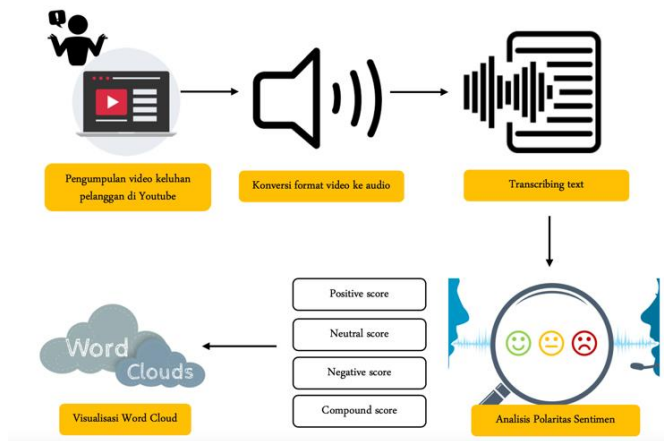 Pengumpulan video keluhan
pelanggan di Youtube
Konversi format video ke audio
Transcribing text
Positive score
Neutral score
Negative score
Compound score
Analisis Polaritas Sentimen
Word
Clouds
Visualisasi Word Cloud